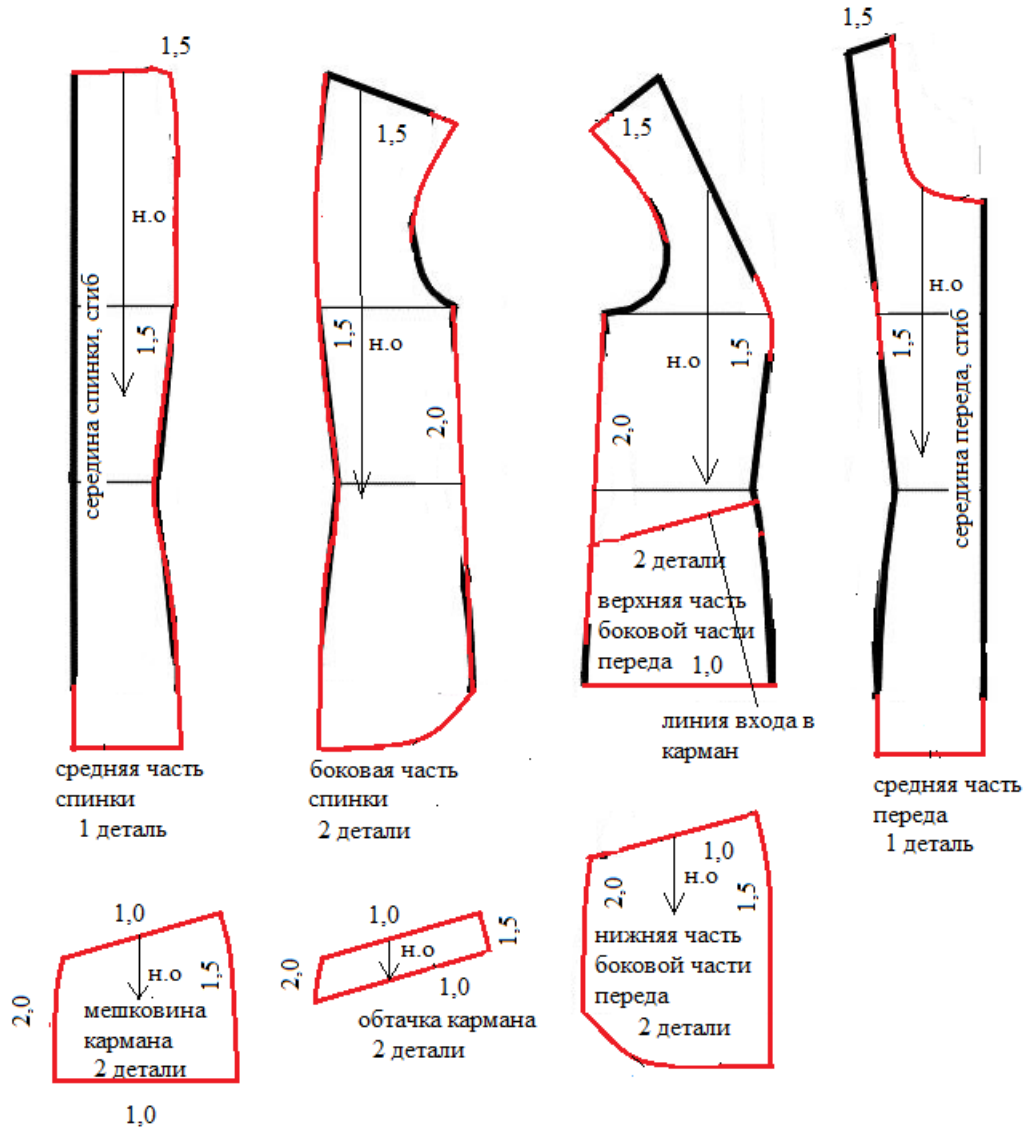 1,5
н.о
середина спинки, сгиб
1,5
средняя часть
спинки
1 деталь
1,5
н.о
1,5
2,0
боковая часть
спинки
2 детали
1,5
н.о
1,5
2,0
2 детали
верхняя часть
боковой части
переда 1,0
линия входа в
карман
1,5
н.о
1,5
середина переда, сгиб
средняя часть
переда
1 деталь
1,0
н.о
1,5
2,0
мешковина
кармана
2 детали
1,0
1,0
1,5
н.о
2,0
1,0
обтачка кармана
2 детали
1,0
2,0
н.о
1,5
нижняя часть
боковой части
переда
2 детали